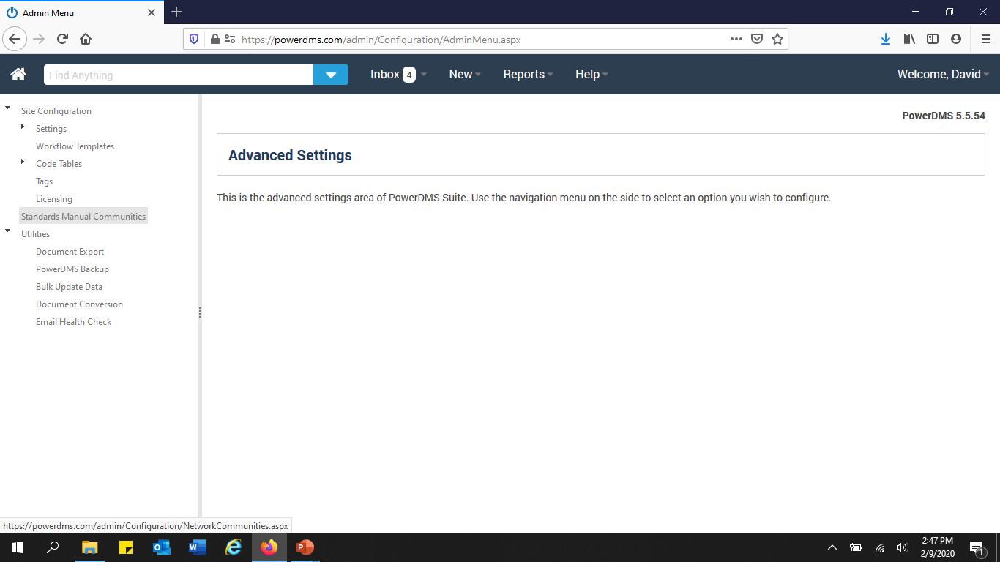 Admin Menu
https://powerdms.com/admin/Configuration/AdminMenu.aspx
Find Anything
Inbox 4
New
Reports
Help
Welcome, David
Site Configuration
Settings
Workflow Templates
Code Tables
Tags
Licensing
Standards Manual Communities
Utilities
Document Export
PowerDMS Backup
Bulk Update Data
Document Conversion
Email Health Check
PowerDMS 5.5.54
Advanced Settings
This is the advanced settings area of PowerDMS Suite. Use the navigation menu on the side to select an option you wish to configure.
https://powerdms.com/admin/Configuration/NetworkCommunities.aspx
2:47 PM
2/9/2020
1